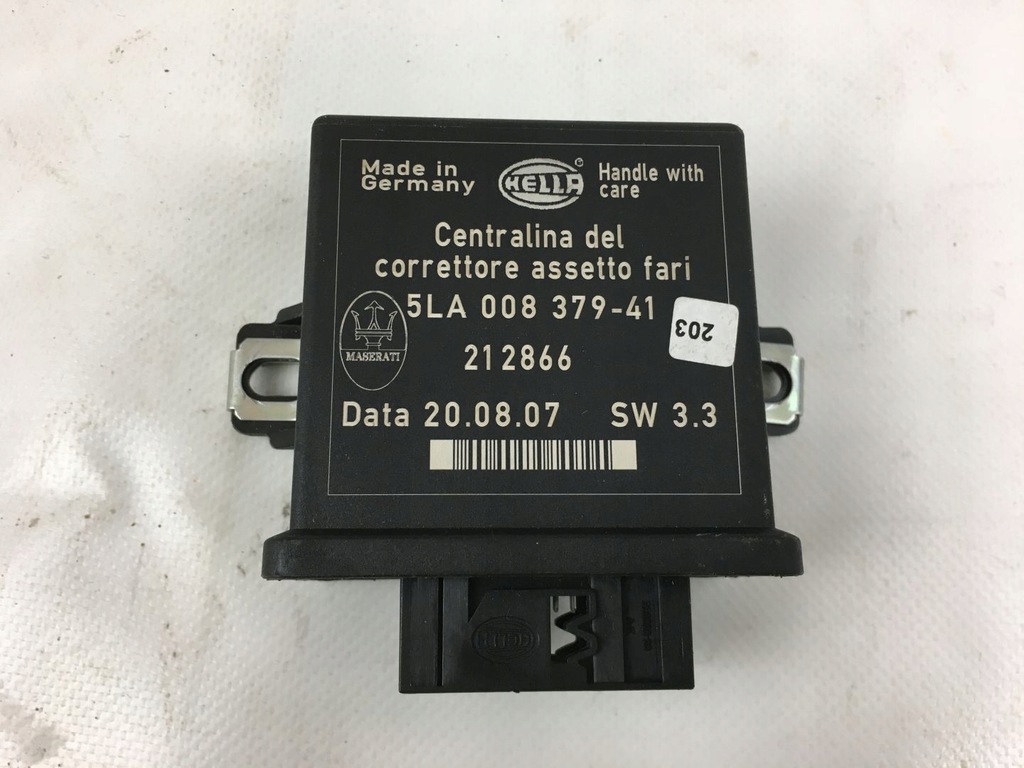 Made in
Germany
HELLA
®
Handle with
care
Centralina del
correttore assetto fari
5LA 008 379-41
MASERATI
203
212866
Data 20.08.07 SW 3.3
HELLA